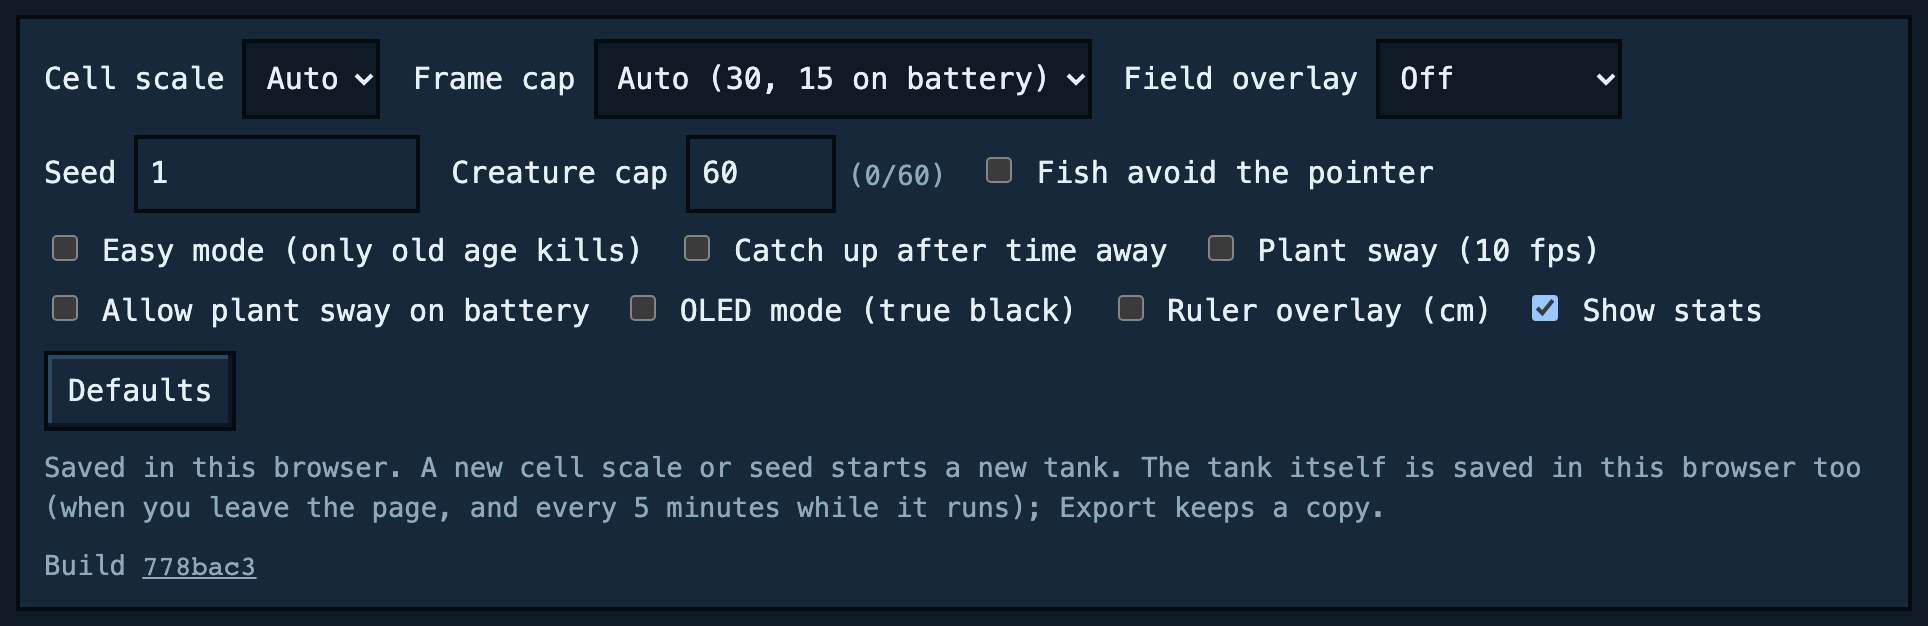 Cell scale Auto Frame cap Auto (30, 15 on battery) Field overlay Off
Seed 1 Creature cap 60 (0/60) Fish avoid the pointer
Easy mode (only old age kills) Catch up after time away Plant sway (10 fps)
Allow plant sway on battery OLED mode (true black) Ruler overlay (cm) Show stats
Defaults
Saved in this browser. A new cell scale or seed starts a new tank. The tank itself is saved in this browser too
(when you leave the page, and every 5 minutes while it runs); Export keeps a copy.
Build 778bac3